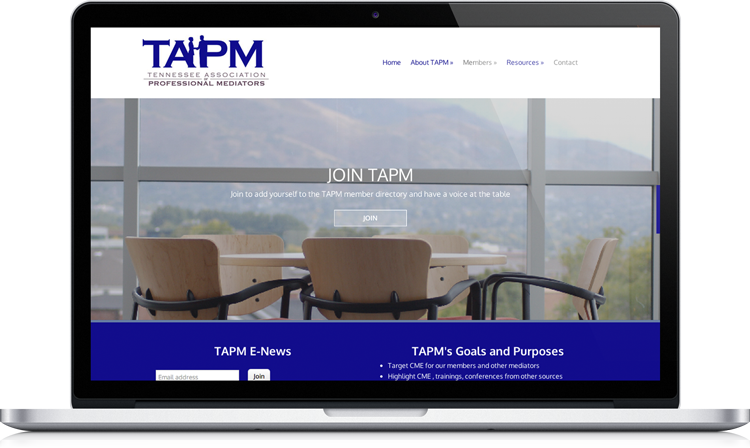 TAPM
TENNESSEE ASSOCIATION
of
PROFESSIONAL MEDIATORS
Home About TAPM » Members » Resources » Contact
JOIN TAPM
Join to add yourself to the TAPM member directory and have a voice at the table
JOIN
TAPM E-News
Email address Join
TAPM's Goals and Purposes
• Target CME for our members and other mediators
• Highlight CME , trainings, conferences from other sources